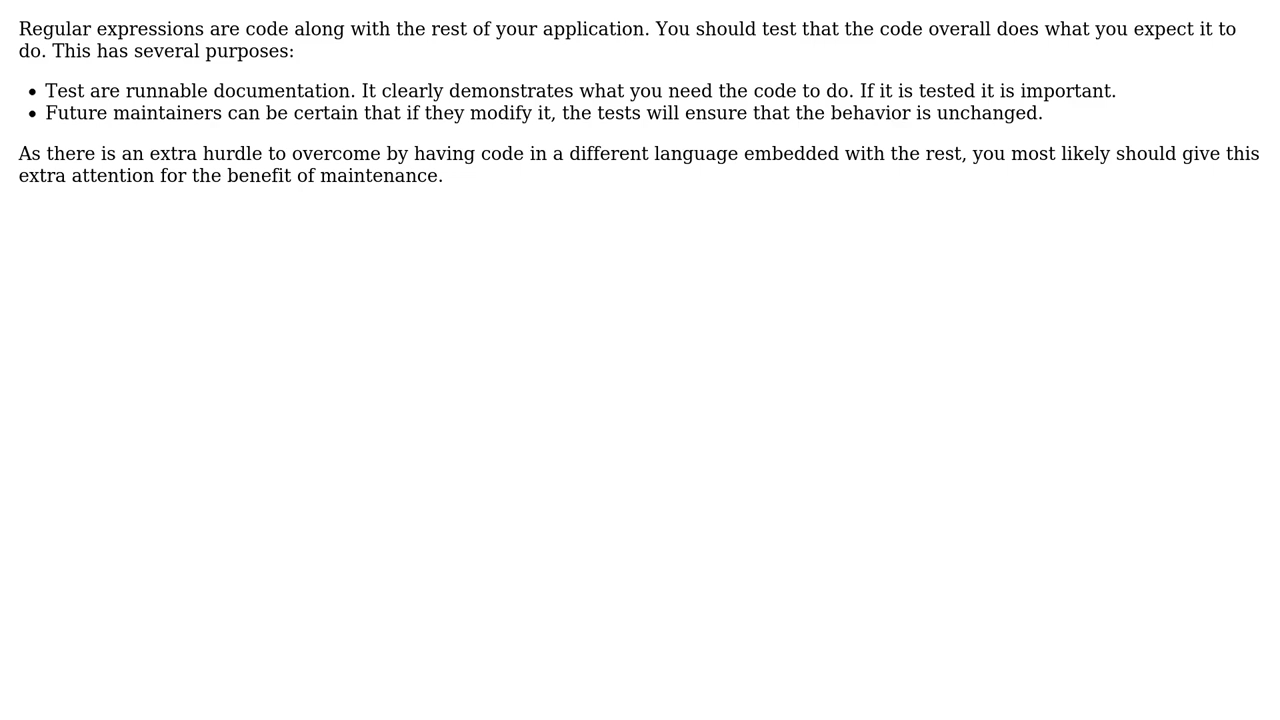 Regular expressions are code along with the rest of your application. You should test that the code overall does what you expect it to
do. This has several purposes:
• Test are runnable documentation. It clearly demonstrates what you need the code to do. If it is tested it is important.
• Future maintainers can be certain that if they modify it, the tests will ensure that the behavior is unchanged.
As there is an extra hurdle to overcome by having code in a different language embedded with the rest, you most likely should give this
extra attention for the benefit of maintenance.